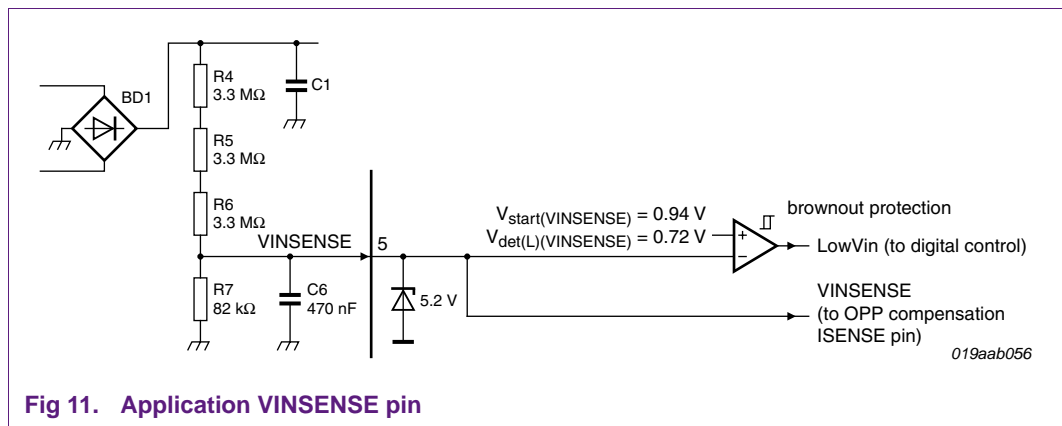 BD1
R4
3.3 MΩ
C1
R5
3.3 MΩ
R6
3.3 MΩ
VINSENSE
5
R7
82 kΩ
C6
470 nF
5.2 V
Vstart(VINSENSE) = 0.94 V
Vdet(L)(VINSENSE) = 0.72 V
+
−
brownout protection
LowVin (to digital control)
VINSENSE
(to OPP compensation
ISENSE pin)
019aab056
Fig 11. Application VINSENSE pin